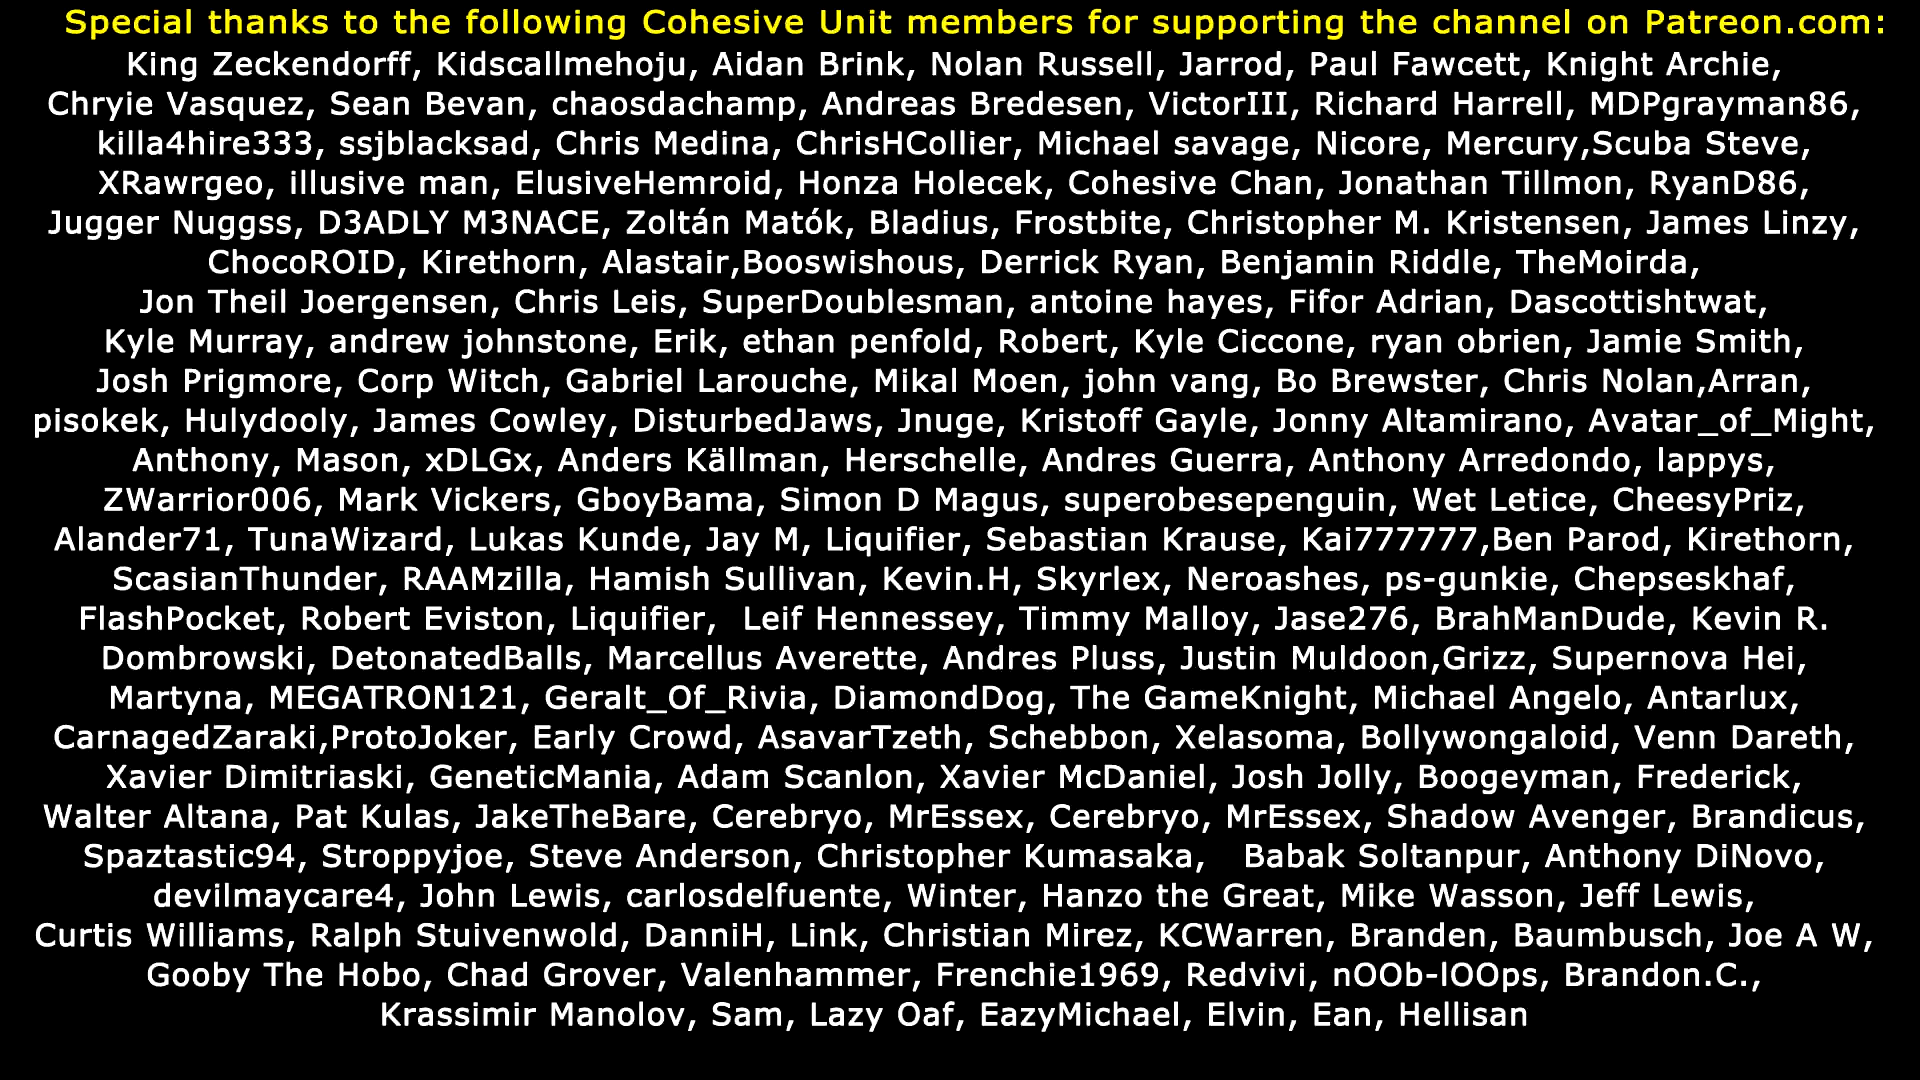 Special thanks to the following Cohesive Unit members for supporting the channel on Patreon.com:
King Zeckendorff, Kidscallmehoju, Aidan Brink, Nolan Russell, Jarrod, Paul Fawcett, Knight Archie,
Chryie Vasquez, Sean Bevan, chaosdachamp, Andreas Bredesen, VictorIII, Richard Harrell, MDPgrayman86,
killa4hire333, ssjblacksad, Chris Medina, ChrisHCollier, Michael savage, Nicore, Mercury,Scuba Steve,
XRawrgeo, illusive man, ElusiveHemroid, Honza Holecek, Cohesive Chan, Jonathan Tillmon, RyanD86,
Jugger Nuggss, D3ADLY M3NACE, Zoltán Matók, Bladius, Frostbite, Christopher M. Kristensen, James Linzy,
ChocoROID, Kirethorn, Alastair,Booswishous, Derrick Ryan, Benjamin Riddle, TheMoirda,
Jon Theil Joergensen, Chris Leis, SuperDoublesman, antoine hayes, Fifor Adrian, Dascottishtwat,
Kyle Murray, andrew johnstone, Erik, ethan penfold, Robert, Kyle Ciccone, ryan obrien, Jamie Smith,
Josh Prigmore, Corp Witch, Gabriel Larouche, Mikal Moen, john vang, Bo Brewster, Chris Nolan,Arran,
pisokek, Hulydooly, James Cowley, DisturbedJaws, Jnuge, Kristoff Gayle, Jonny Altamirano, Avatar_of_Might,
Anthony, Mason, xDLGx, Anders Källman, Herschelle, Andres Guerra, Anthony Arredondo, lappys,
ZWarrior006, Mark Vickers, GboyBama, Simon D Magus, superobesepenguin, Wet Letice, CheesyPriz,
Alander71, TunaWizard, Lukas Kunde, Jay M, Liquifier, Sebastian Krause, Kai777777,Ben Parod, Kirethorn,
ScasianThunder, RAAMzilla, Hamish Sullivan, Kevin.H, Skyrlex, Neroashes, ps-gunkie, Chepseskhaf,
FlashPocket, Robert Eviston, Liquifier,  Leif Hennessey, Timmy Malloy, Jase276, BrahManDude, Kevin R.
Dombrowski, DetonatedBalls, Marcellus Averette, Andres Pluss, Justin Muldoon,Grizz, Supernova Hei,
Martyna, MEGATRON121, Geralt_Of_Rivia, DiamondDog, The GameKnight, Michael Angelo, Antarlux,
CarnagedZaraki,ProtoJoker, Early Crowd, AsavarTzeth, Schebbon, Xelasoma, Bollywongaloid, Venn Dareth,
Xavier Dimitriaski, GeneticMania, Adam Scanlon, Xavier McDaniel, Josh Jolly, Boogeyman, Frederick,
Walter Altana, Pat Kulas, JakeTheBare, Cerebryo, MrEssex, Cerebryo, MrEssex, Shadow Avenger, Brandicus,
Spaztastic94, Stroppyjoe, Steve Anderson, Christopher Kumasaka,   Babak Soltanpur, Anthony DiNovo,
devilmaycare4, John Lewis, carlosdelfuente, Winter, Hanzo the Great, Mike Wasson, Jeff Lewis,
Curtis Williams, Ralph Stuivenwold, DanniH, Link, Christian Mirez, KCWarren, Branden, Baumbusch, Joe A W,
Gooby The Hobo, Chad Grover, Valenhammer, Frenchie1969, Redvivi, nOOb-lOOps, Brandon.C.,
Krassimir Manolov, Sam, Lazy Oaf, EazyMichael, Elvin, Ean, Hellisan